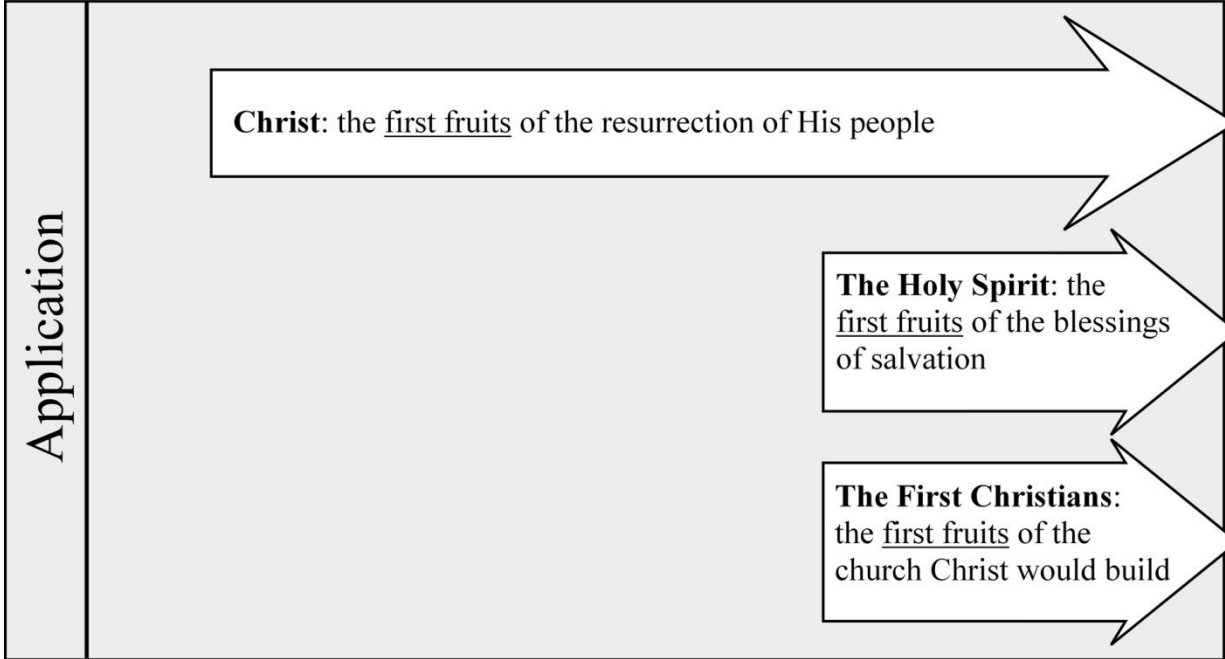 Application
Christ: the first fruits of the resurrection of His people
The Holy Spirit: the
first fruits of the blessings
of salvation
The First Christians:
the first fruits of the
church Christ would build